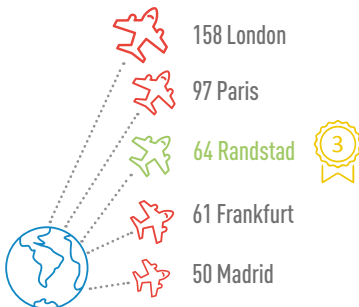 158 London
97 Paris
64 Randstad
3
61 Frankfurt
50 Madrid